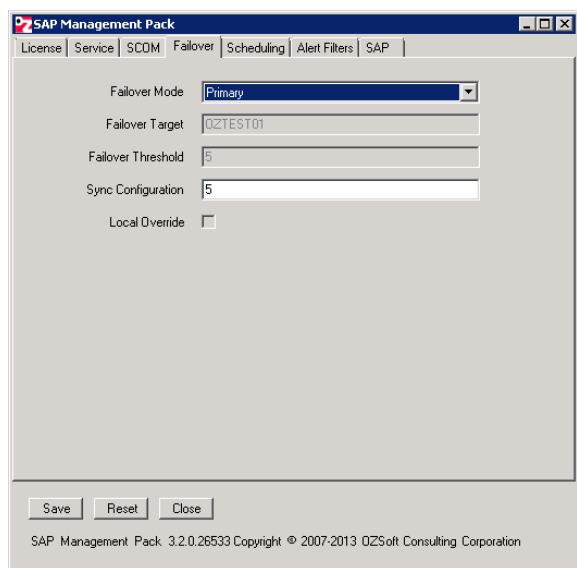 SAP Management Pack
License Service SCOM Failover Scheduling Alert Filters SAP
Failover Mode Primary
Failover Target OZTEST01
Failover Threshold 5
Sync Configuration 5
Local Override
Save Reset Close
SAP Management Pack 3.2.0.26533 Copyright © 2007-2013 OZSoft Consulting Corporation